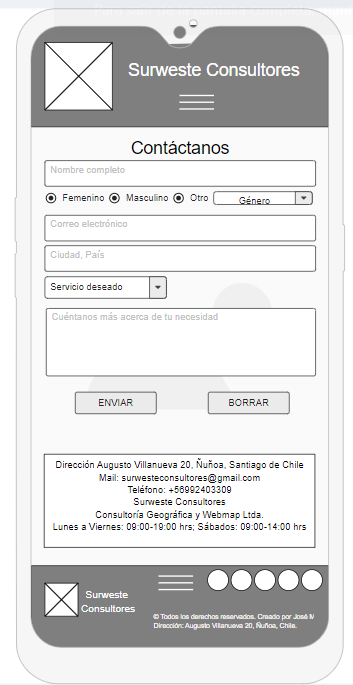 Surweste Consultores
Contáctanos
Nombre completo
Femenino Masculino Otro Género
Correo electrónico
Ciudad, País
Servicio deseado
Cuéntanos más acerca de tu necesidad
ENVIAR BORRAR
Dirección Augusto Villanueva 20, Ñuñoa, Santiago de Chile
Mail: surwesteconsultores@gmail.com
Teléfono: +56992403309
Surweste Consultores
Consultoría Geográfica y Webmap Ltda.
Lunes a Viernes: 09:00-19:00 hrs; Sábados: 09:00-14:00 hrs
Surweste
Consultores
© Todos los derechos reservados. Creado por José M
Dirección: Augusto Villanueva 20, Ñuñoa, Chile.